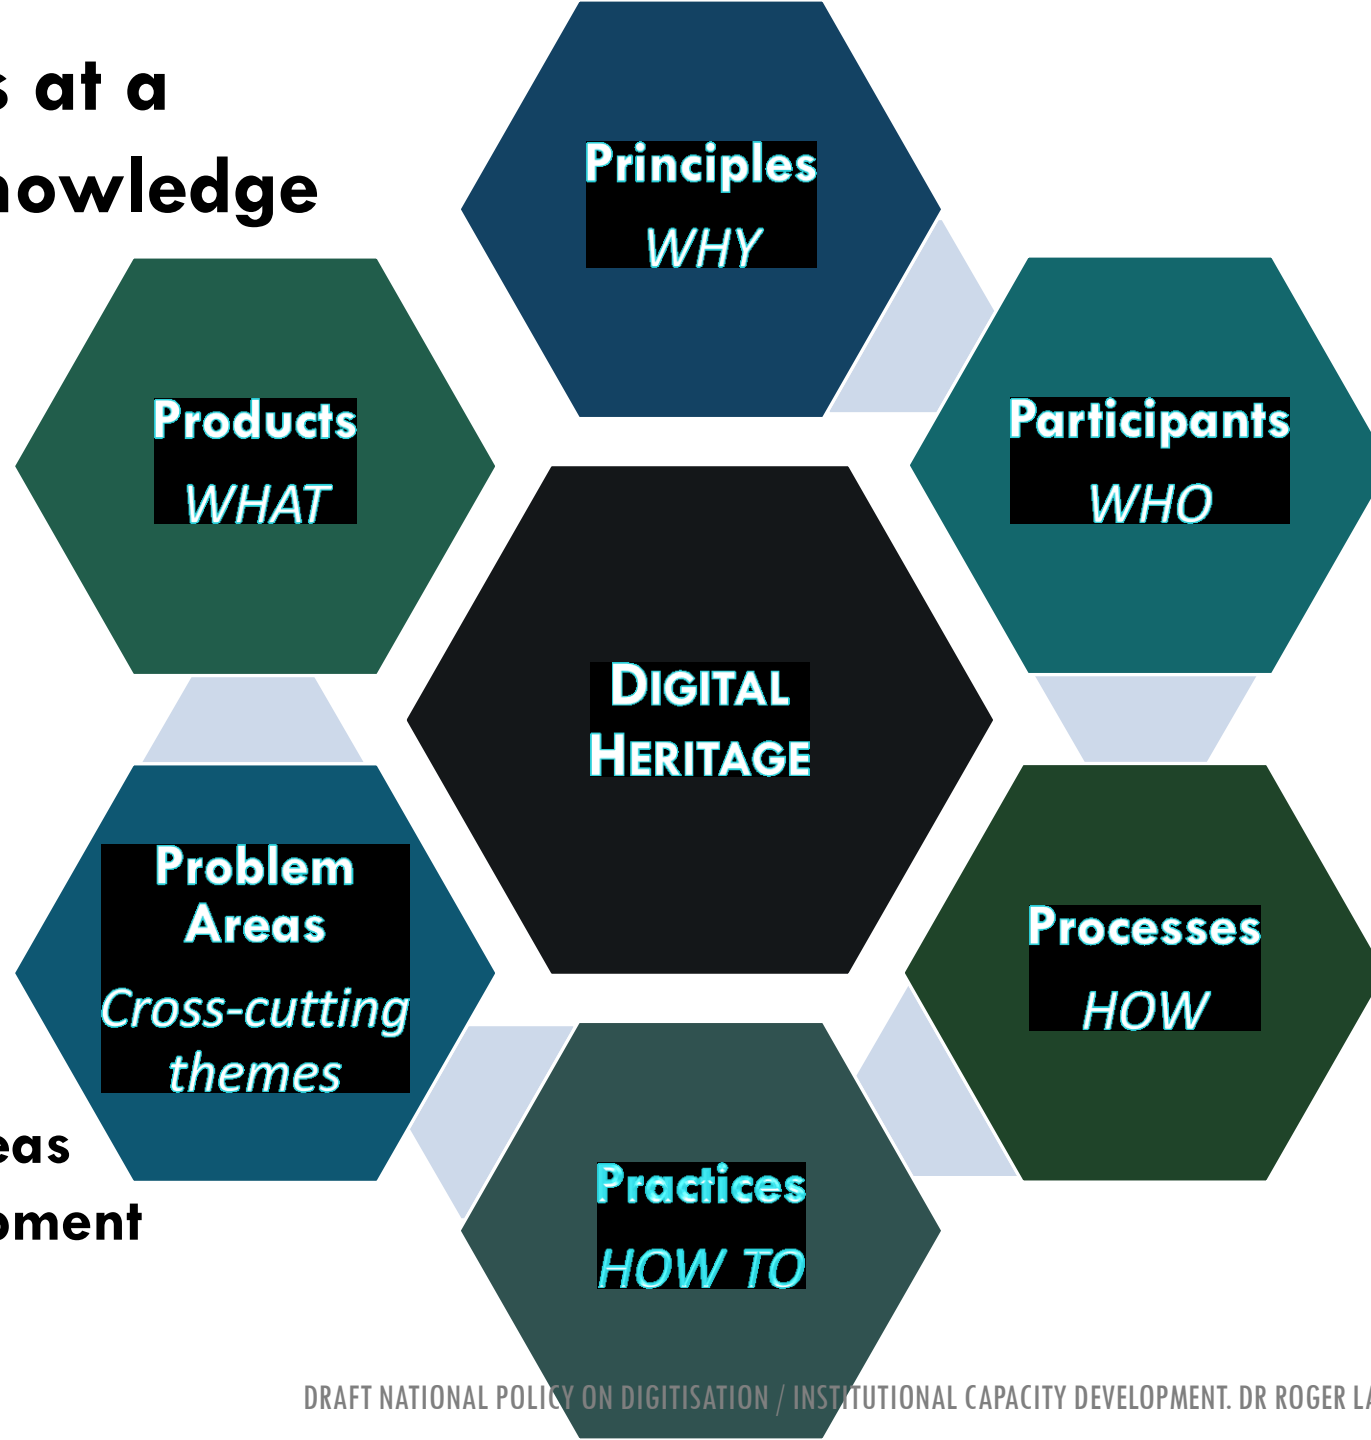 s at a
nowledge
Principles
WHY
Products
WHAT
Participants
WHO
DIGITAL
HERITAGE
Problem
Areas
Cross-cutting
themes
Processes
HOW
eas
pment
Practices
HOW TO
DRAFT NATIONAL POLICY ON DIGITISATION / INSTITUTIONAL CAPACITY DEVELOPMENT. DR ROGER LA